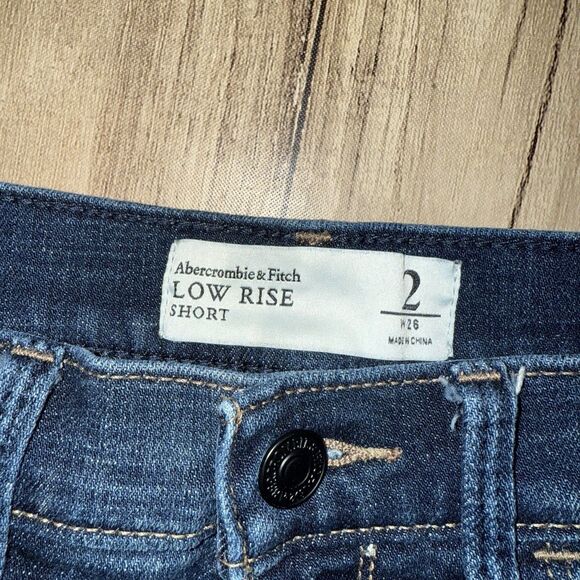 Abercrombie & Fitch
LOW RISE
SHORT
2
W26
MADE IN CHINA